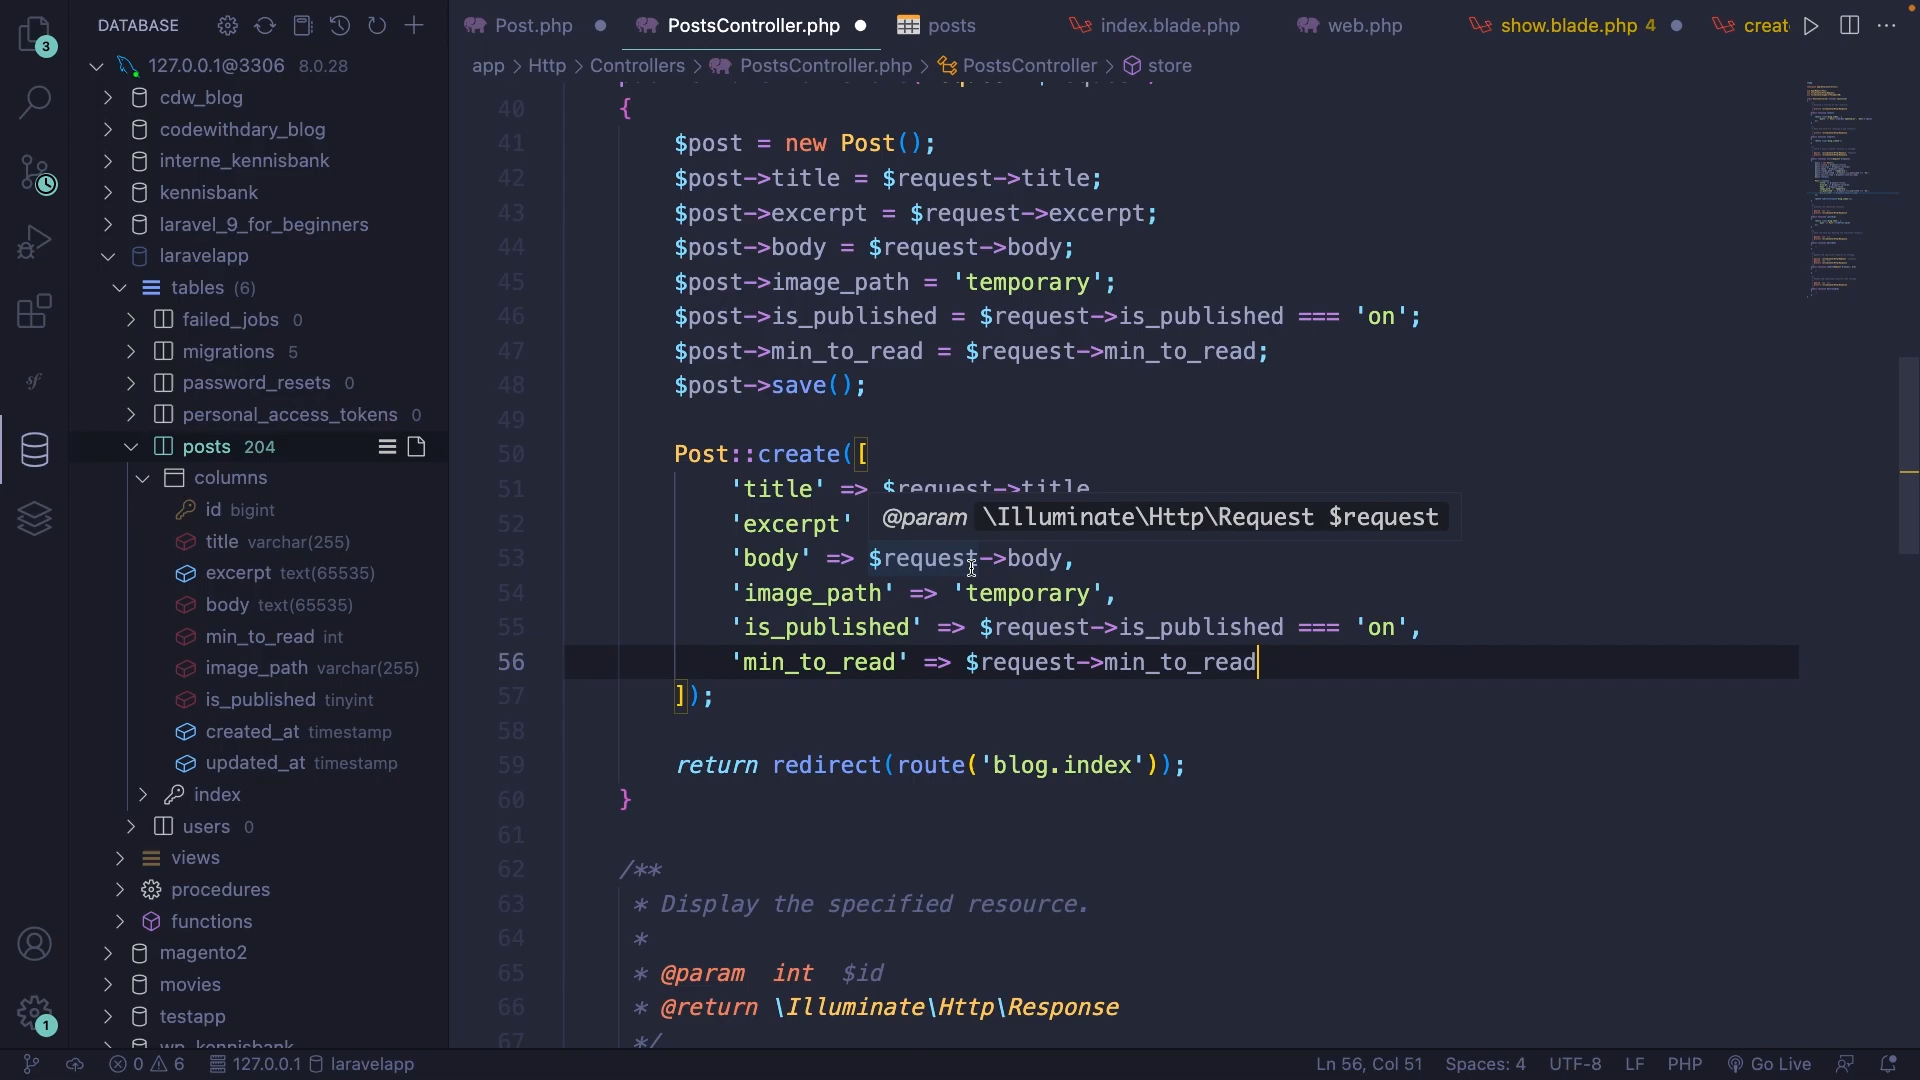 DATABASE
Post.php
PostsController.php
posts
index.blade.php
web.php
show.blade.php 4
creat
3
127.0.0.1@3306 8.0.28
app > Http > Controllers > PostsController.php > PostsController > store
cdw_blog
codewithdary_blog
interne_kennisbank
kennisbank
laravel_9_for_beginners
laravelapp
tables (6)
failed_jobs 0
migrations 5
password_resets 0
personal_access_tokens 0
posts 204
columns
id bigint
title varchar(255)
excerpt text(65535)
body text(65535)
min_to_read int
image_path varchar(255)
is_published tinyint
created_at timestamp
updated_at timestamp
index
users 0
views
procedures
functions
magento2
movies
testapp
wp_kennisbank
1
40 {
41 $post = new Post();
42 $post->title = $request->title;
43 $post->excerpt = $request->excerpt;
44 $post->body = $request->body;
45 $post->image_path = 'temporary';
46 $post->is_published = $request->is_published === 'on';
47 $post->min_to_read = $request->min_to_read;
48 $post->save();
49
50 Post::create([
51 'title' => $request->title
52 'excerpt'
@param \Illuminate\Http\Request $request
53 'body' => $request->body,
54 'image_path' => 'temporary',
55 'is_published' => $request->is_published === 'on',
56 'min_to_read' => $request->min_to_read
57 ]);
58
59 return redirect(route('blog.index'));
60 }
61
62 /**
63 * Display the specified resource.
64 *
65 * @param int $id
66 * @return \Illuminate\Http\Response
67 */
0 6 127.0.0.1 laravelapp
Ln 56, Col 51 Spaces: 4 UTF-8 LF PHP Go Live